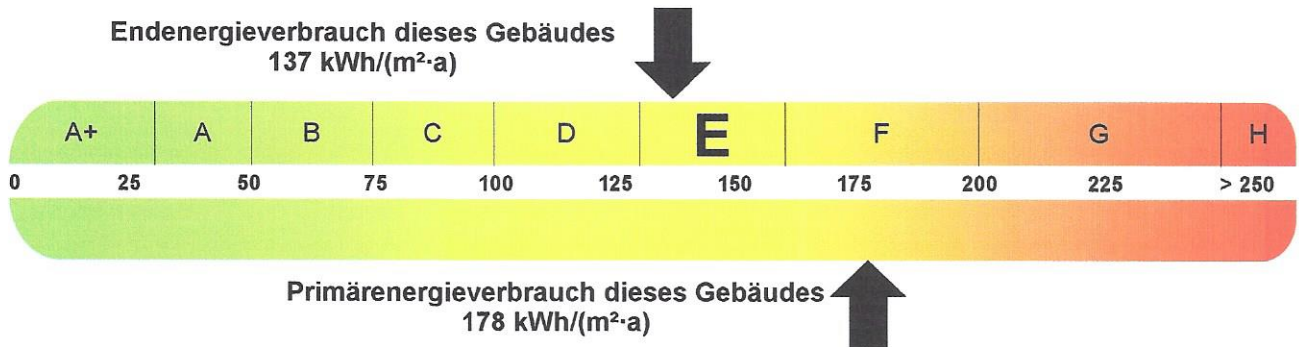 Endenergieverbrauch dieses Gebäudes
137 kWh/(m²·a)
A+ A B C D E F G H
0 25 50 75 100 125 150 175 200 225 > 250
Primärenergieverbrauch dieses Gebäudes
178 kWh/(m²·a)